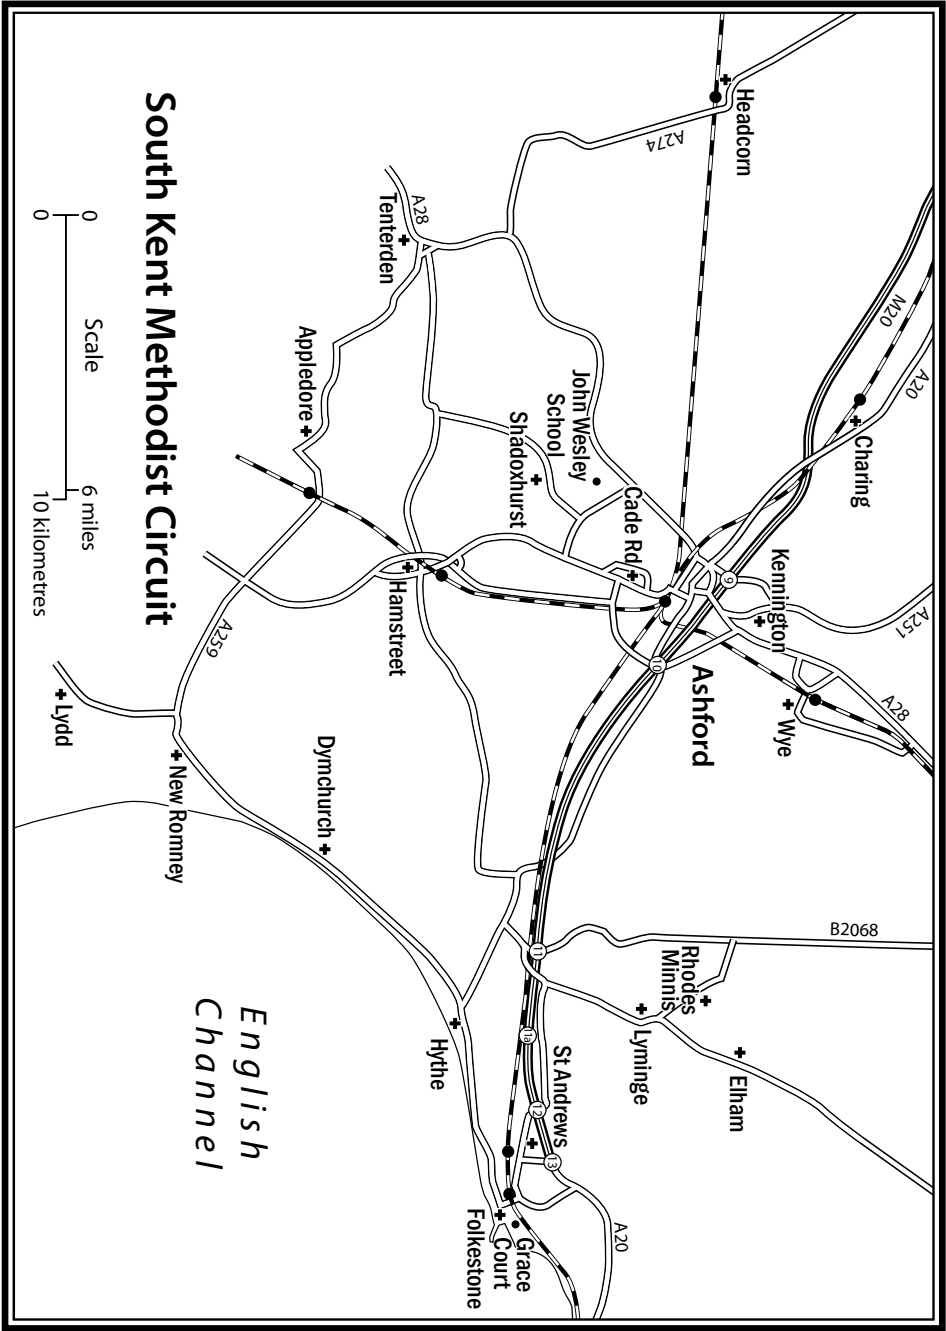 South Kent Methodist Circuit
0
Scale
6 miles
0
10 kilometres
Headcorn
A274
A28
Tenterden
Appledore
John Wesley
School
Shadoxhurst
Cade Rd
M20
A20
Charing
Kennington
9
A251
10
Ashford
A28
Wye
Hamstreet
A259
Lydd
New Romney
Dymchurch
B2068
11
Rhodes
Minnis
Lyminge
Elham
11a
Hythe
St Andrews
12
13
A20
Grace
Court
Folkestone
English
Channel